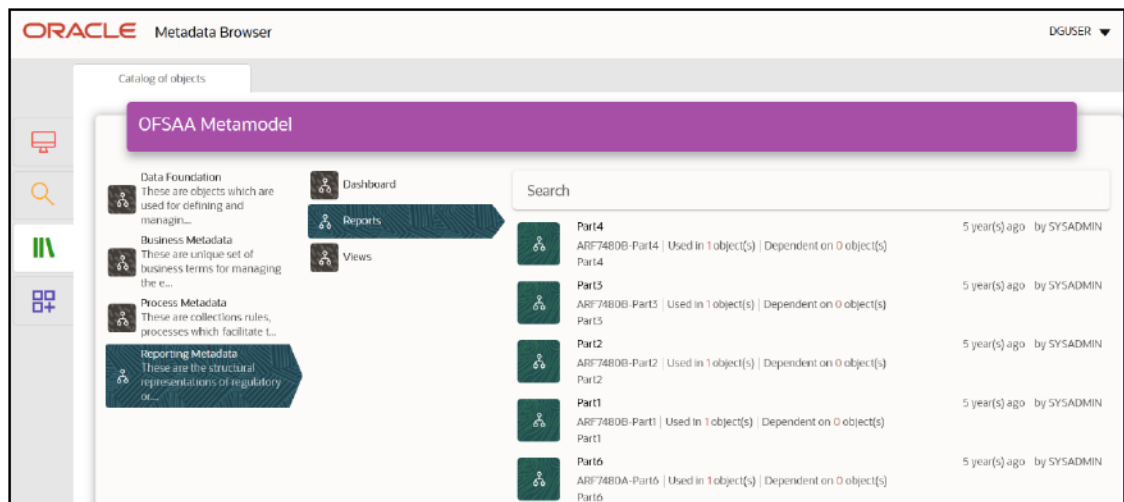 ORACLE Metadata Browser
DGUSER
Catalog of objects
OFSAA Metamodel
Data Foundation
These are objects which are
used for defining and
managin...
Business Metadata
These are unique set of
business terms for managing
the e...
Process Metadata
These are collections rules,
processes which facilitate t...
Reporting Metadata
These are the structural
representations of regulatory
or...
Dashboard
Reports
Views
Search
Part4
5 year(s) ago by SYSADMIN
ARF7480B-Part4 | Used in 1 object(s) | Dependent on 0 object(s)
Part4
Part3
5 year(s) ago by SYSADMIN
ARF7480B-Part3 | Used in 1 object(s) | Dependent on 0 object(s)
Part3
Part2
5 year(s) ago by SYSADMIN
ARF7480B-Part2 | Used in 1 object(s) | Dependent on 0 object(s)
Part2
Part1
5 year(s) ago by SYSADMIN
ARF7480B-Part1 | Used in 1 object(s) | Dependent on 0 object(s)
Part1
Part6
5 year(s) ago by SYSADMIN
ARF7480A-Part6 | Used in 1 object(s) | Dependent on 0 object(s)
Part6